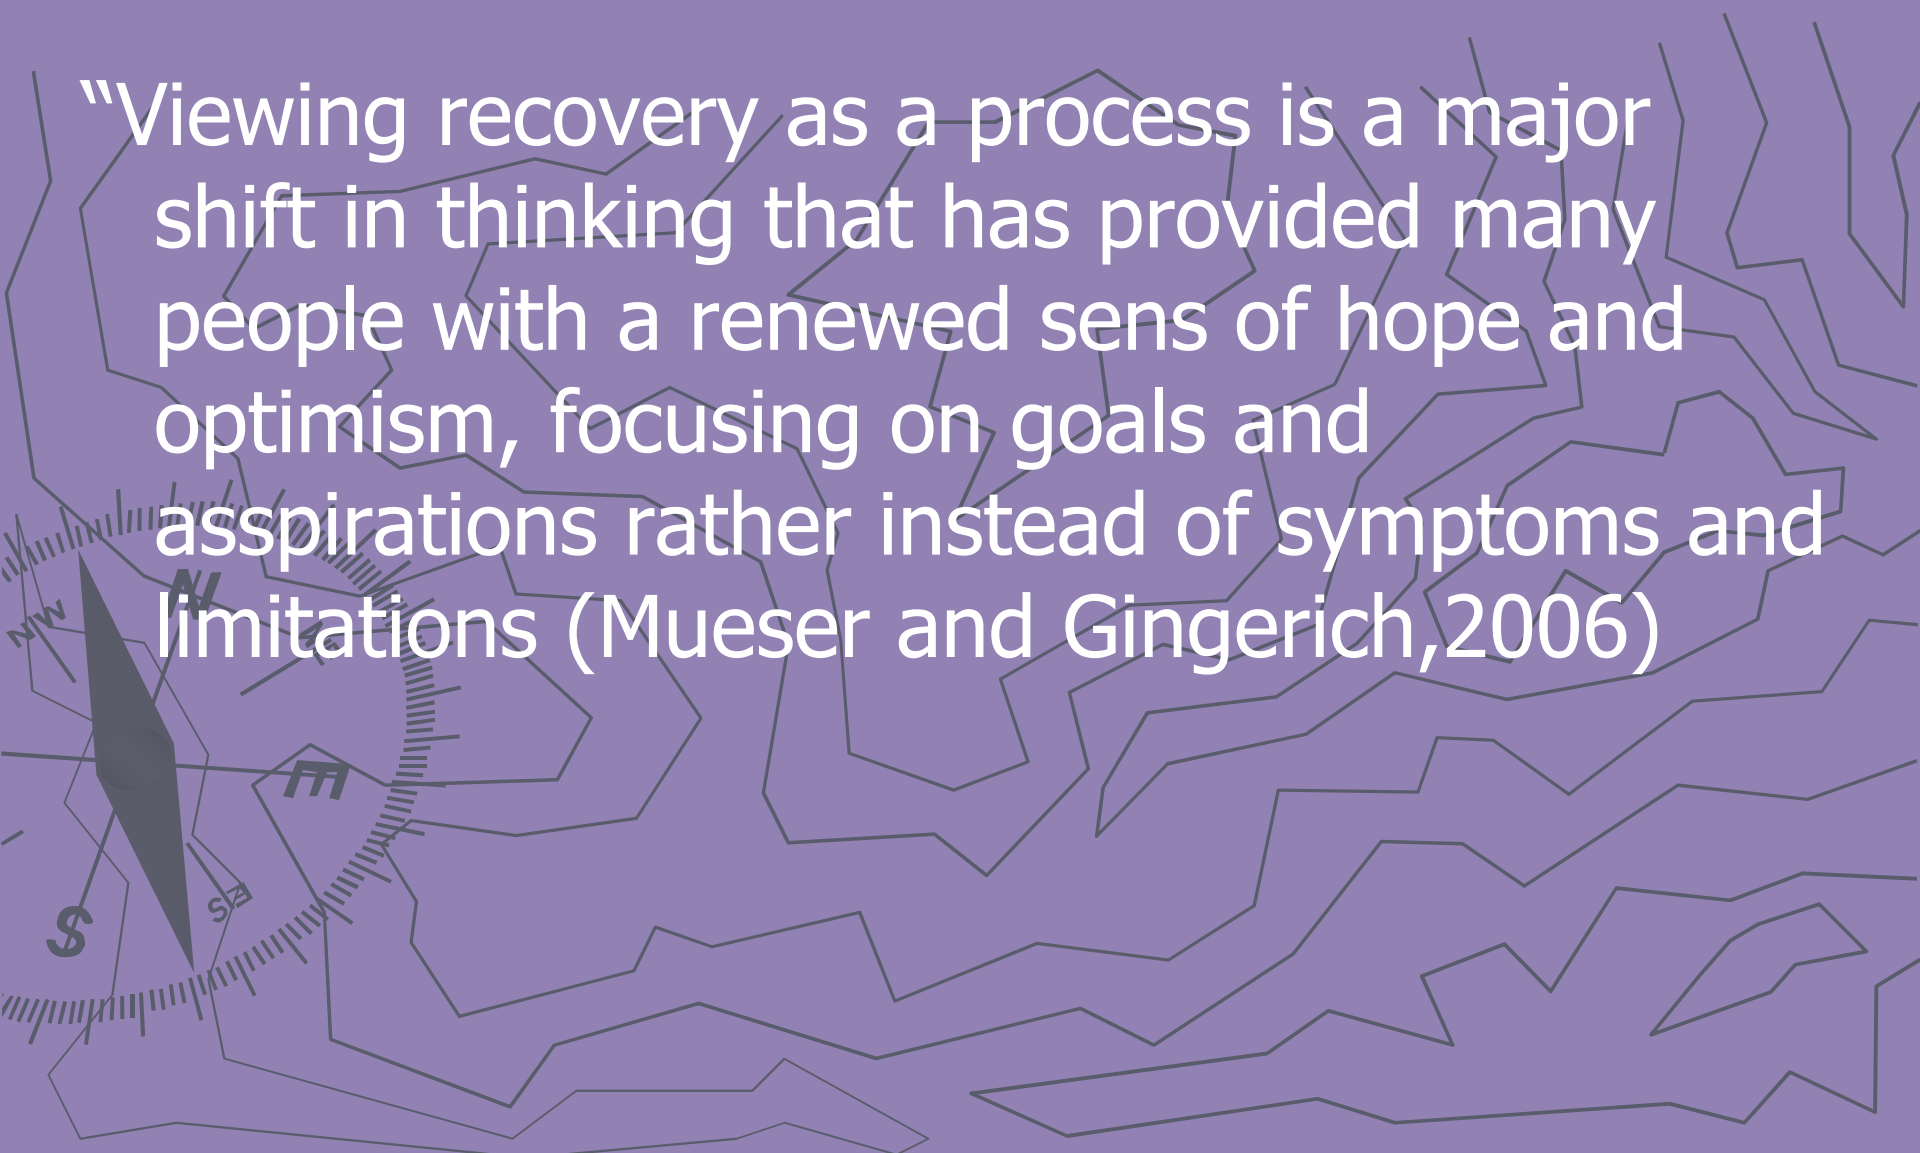 “Viewing recovery as a process is a major
shift in thinking that has provided many
people with a renewed sens of hope and
optimism, focusing on goals and
asspirations rather instead of symptoms and
limitations (Mueser and Gingerich,2006)
N
NW
E
SE
S